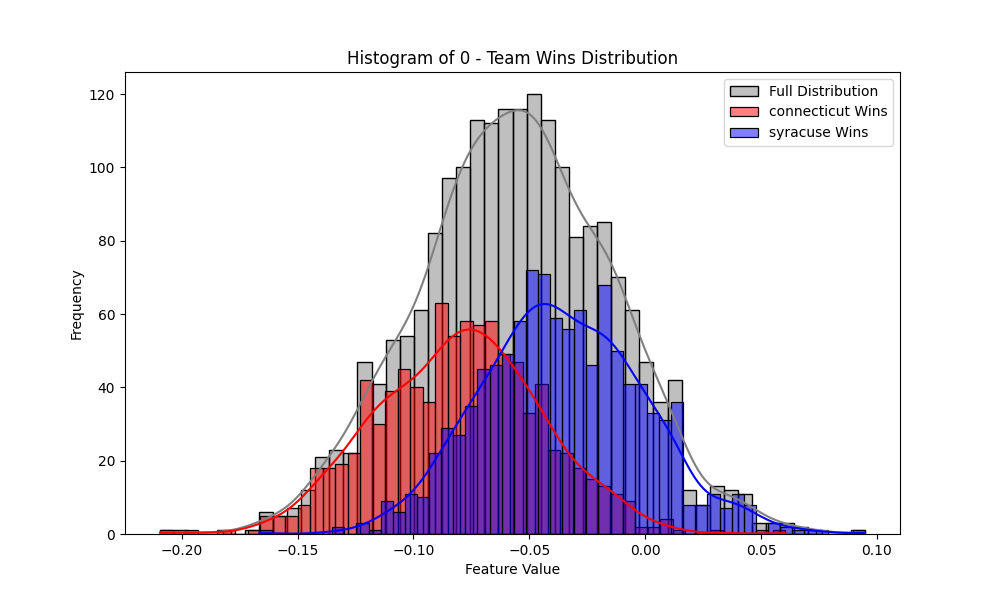 Histogram of 0 - Team Wins Distribution
Full Distribution
connecticut Wins
syracuse Wins
Frequency
120
100
80
60
40
20
0
−0.20 −0.15 −0.10 −0.05 0.00 0.05 0.10
Feature Value